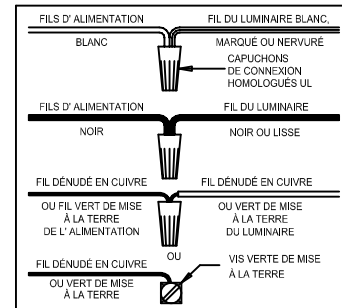 FILS D' ALIMENTATION
FIL DU LUMINAIRE BLANC,
BLANC
MARQUÉ OU NERVURÉ
CAPUCHONS
DE CONNEXION
HOMOLOGUÉS UL
FILS D' ALIMENTATION
FIL DU LUMINAIRE
NOIR
NOIR OU LISSE
FIL DÉNUDÉ EN CUIVRE
FIL DÉNUDÉ EN CUIVRE
OU FIL VERT DE MISE
À LA TERRE
DE L' ALIMENTATION
OU VERT DE MISE
À LA TERRE
DU LUMINAIRE
OU
FIL DÉNUDÉ EN CUIVRE
OU VERT DE MISE
À LA TERRE
VIS VERTE DE MISE
À LA TERRE